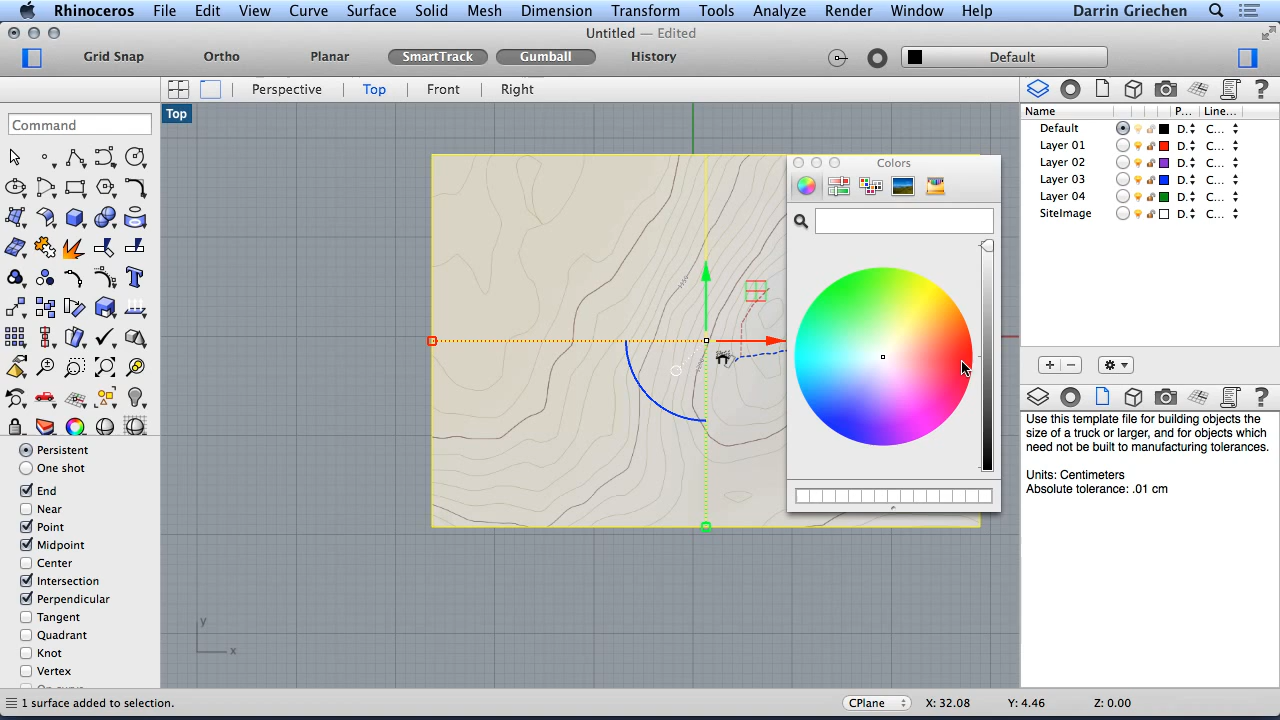 Rhinoceros File Edit View Curve Surface Solid Mesh Dimension Transform Tools Analyze Render Window Help Darrin Griechen
Untitled — Edited
Grid Snap Ortho Planar SmartTrack Gumball History Default
Perspective Top Front Right
Top
Command
Name P... Line...
Default D. C...
Layer 01 D. C...
Layer 02 D. C...
Layer 03 D. C...
Layer 04 D. C...
SiteImage D. C...
Colors
Use this template file for building objects the
size of a truck or larger, and for objects which
need not be built to manufacturing tolerances.
Units: Centimeters
Absolute tolerance: .01 cm
Persistent
One shot
End
Near
Point
Midpoint
Center
Intersection
Perpendicular
Tangent
Quadrant
Knot
Vertex
y
x
1 surface added to selection. CPlane X: 32.08 Y: 4.46 Z: 0.00